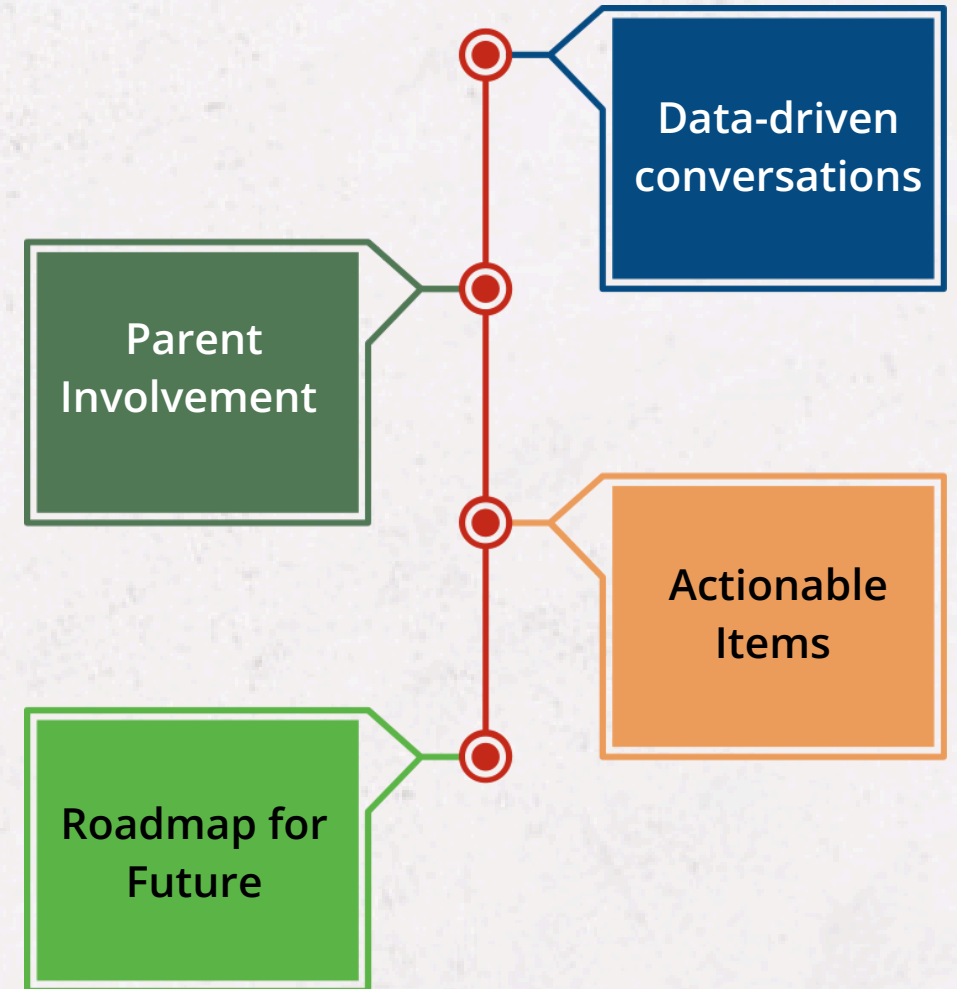 Data-driven
conversations
Parent
Involvement
Actionable
Items
Roadmap for
Future